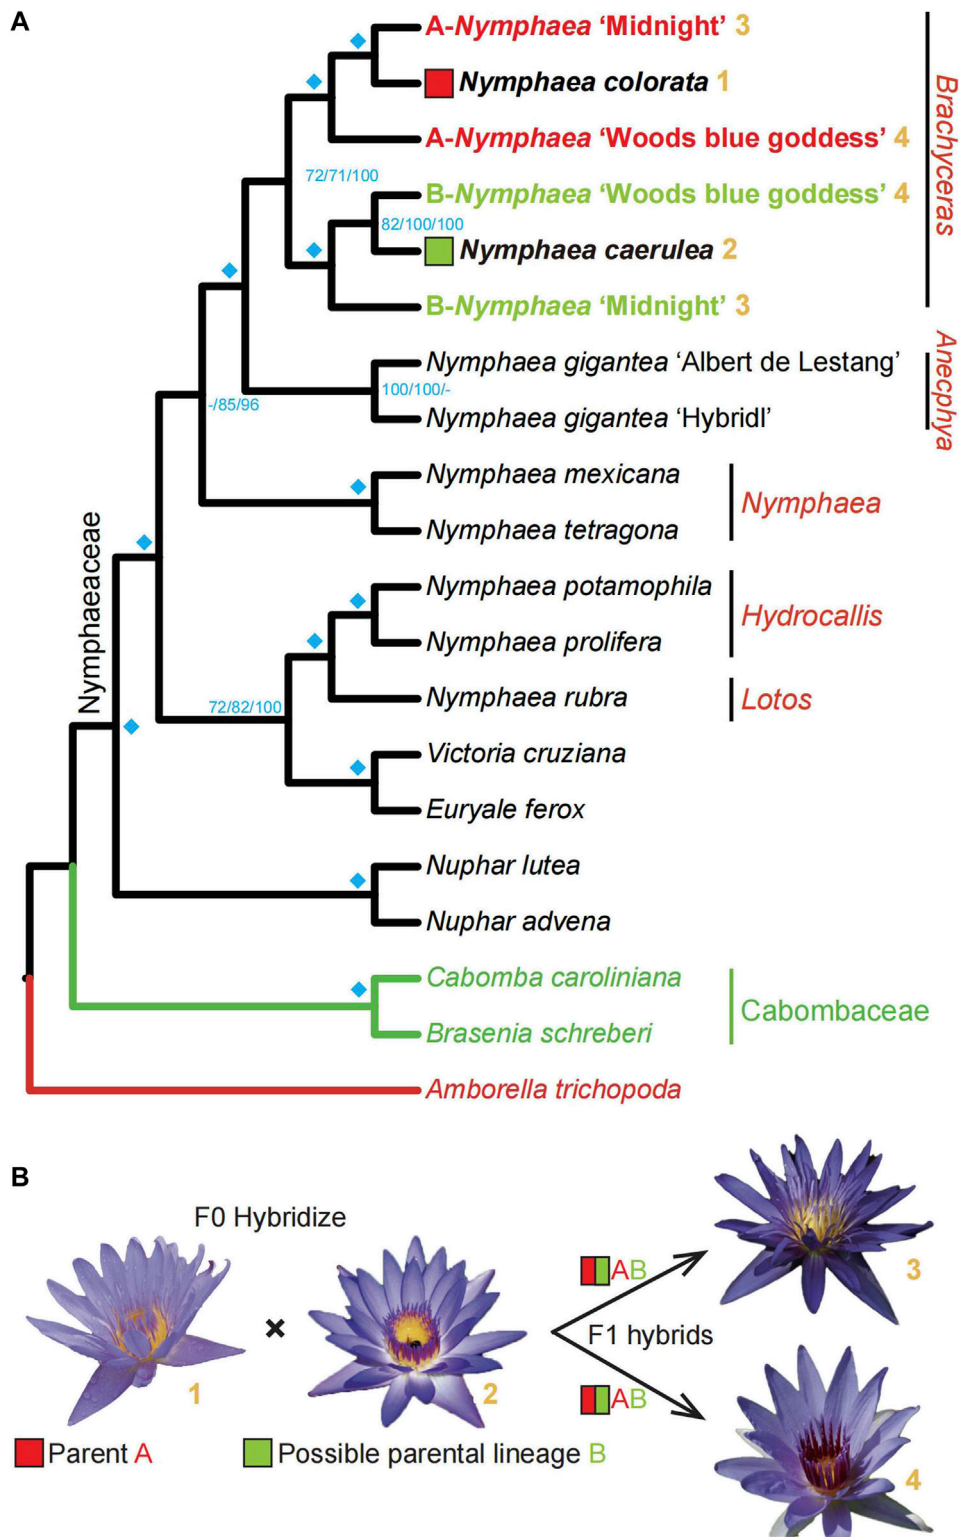 A
A-Nymphaea ‘Midnight’ 3
Nymphaea colorata 1
A-Nymphaea ‘Woods blue goddess’ 4
72/71/100
B-Nymphaea ‘Woods blue goddess’ 4
82/100/100
Nymphaea caerulea 2
B-Nymphaea ‘Midnight’ 3
Brachyceras
Nymphaea gigantea ‘Albert de Lestang’
100/100/-
-/85/96
Nymphaea gigantea ‘HybridI’
Anecphya
Nymphaea mexicana
Nymphaea
Nymphaea tetragona
Nymphaeaceae
Nymphaea potamophila
Hydrocallis
Nymphaea prolifera
Nymphaea rubra
Lotos
72/82/100
Victoria cruziana
Euryale ferox
Nuphar lutea
Nuphar advena
Cabomba caroliniana
Cabombaceae
Brasenia schreberi
Amborella trichopoda
B
F0 Hybridize
1
2
AB
F1 hybrids
AB
3
4
Parent A
Possible parental lineage B